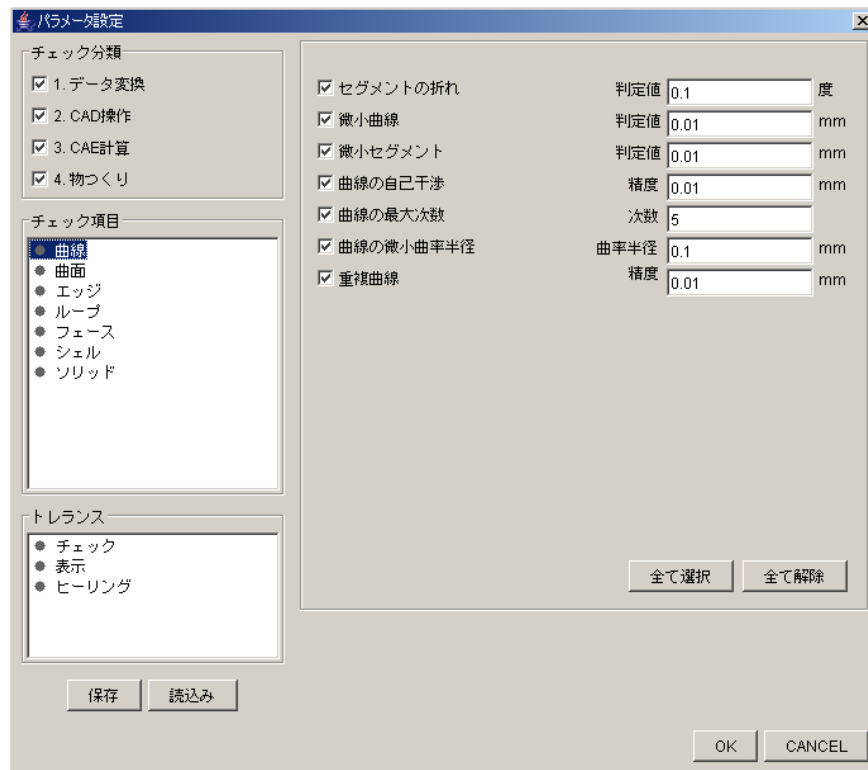 パラメータ設定
チェック分類
1. データ変換
2. CAD操作
3. CAE計算
4. 物つくり
チェック項目
曲線
曲面
エッジ
ループ
フェース
シェル
ソリッド
トレランス
チェック
表示
ヒーリング
保存 読込み
セグメントの折れ 判定値 0.1 度
微小曲線 判定値 0.01 mm
微小セグメント 判定値 0.01 mm
曲線の自己干渉 精度 0.01 mm
曲線の最大次数 次数 5
曲線の微小曲率半径 曲率半径 0.1 mm
重複曲線 精度 0.01 mm
全て選択 全て解除
OK CANCEL